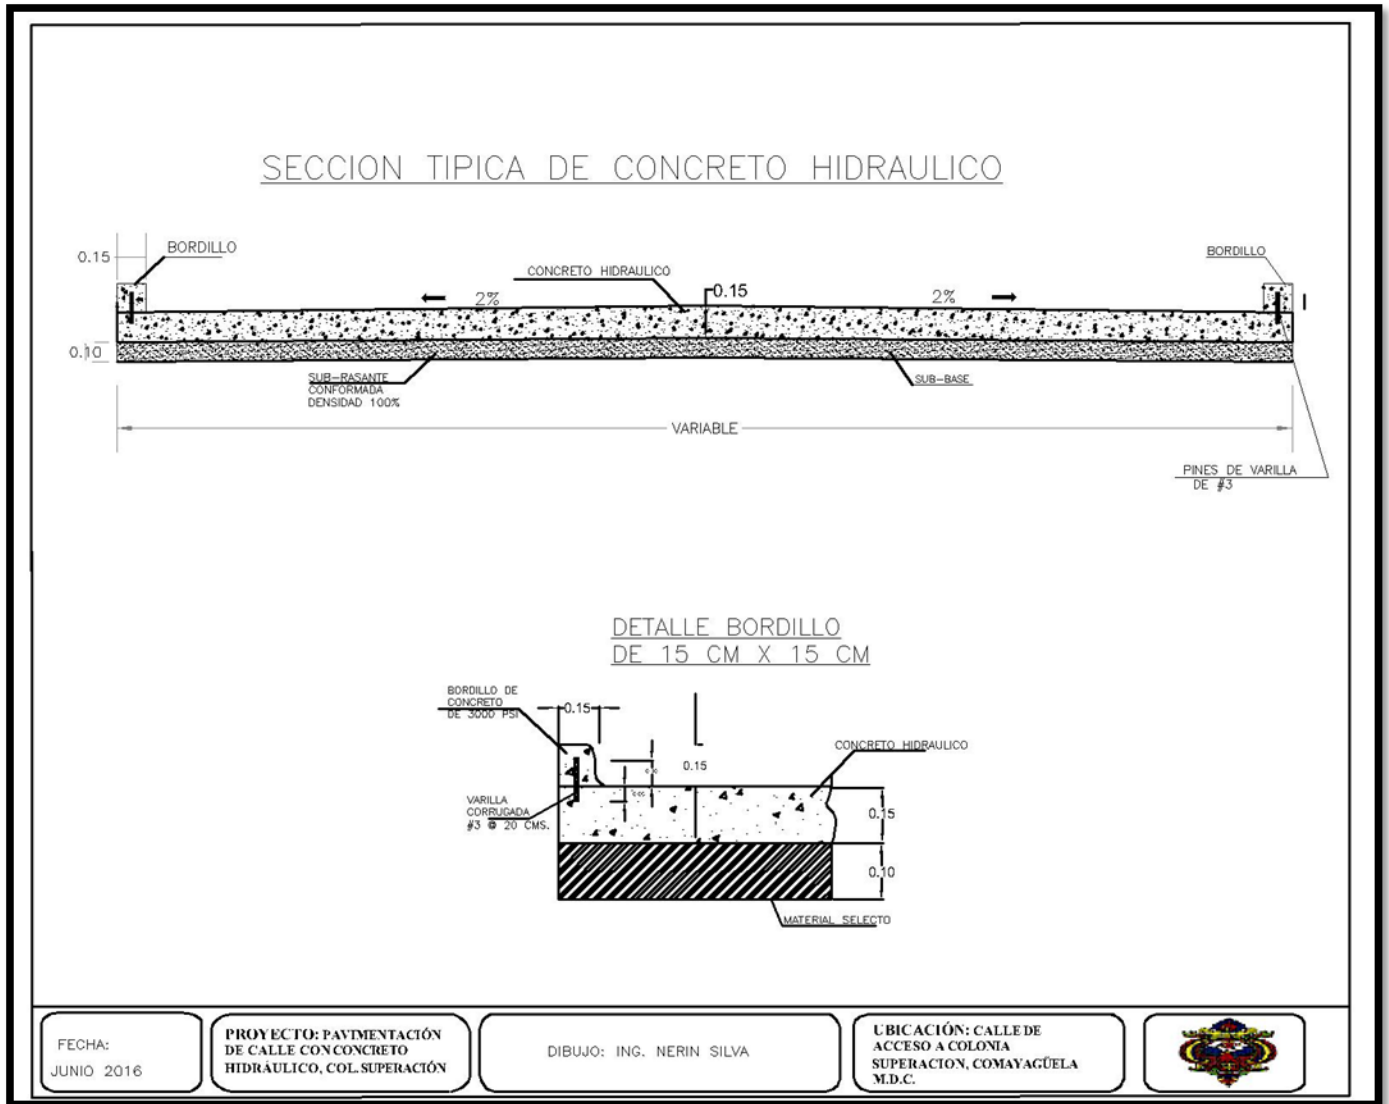 SECCION TIPICA DE CONCRETO HIDRAULICO
0.15
BORDILLO
CONCRETO HIDRAULICO
BORDILLO
2%
0.15
2%
0.10
SUB-RASANTE
CONFORMADA
DENSIDAD 100%
SUB-BASE
VARIABLE
PINES DE VARILLA
DE #3
DETALLE BORDILLO
DE 15 CM X 15 CM
BORDILLO DE
CONCRETO
DE 3000 PSI
0.15
CONCRETO HIDRAULICO
0.15
VARILLA
CORRUGADA
#3 @ 20 CMS.
0.15
0.10
MATERIAL SELECTO
FECHA:
JUNIO 2016
PROYECTO: PAVIMENTACIÓN
DE CALLE CON CONCRETO
HIDRÁULICO, COL. SUPERACIÓN
DIBUJO: ING. NERIN SILVA
UBICACIÓN: CALLE DE
ACCESO A COLONIA
SUPERACION, COMAYAGÜELA
M.D.C.